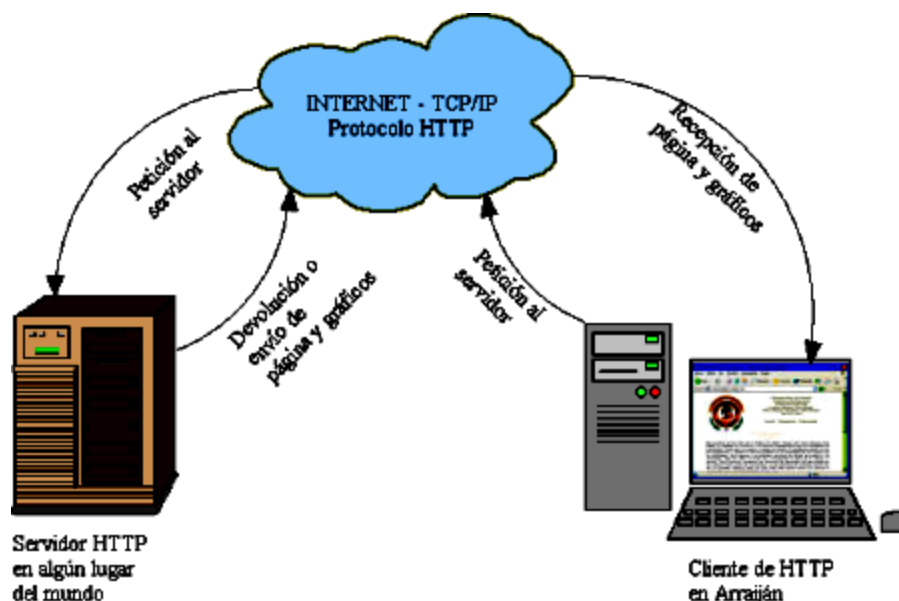 INTERNET - TCP/IP
Protocolo HTTP
Petición al
servidor
Devolución o
envío de
página y gráficos
Petición al
servidor
Recepción de
página y gráficos
Servidor HTTP
en algún lugar
del mundo
Cliente de HTTP
en Arraiján